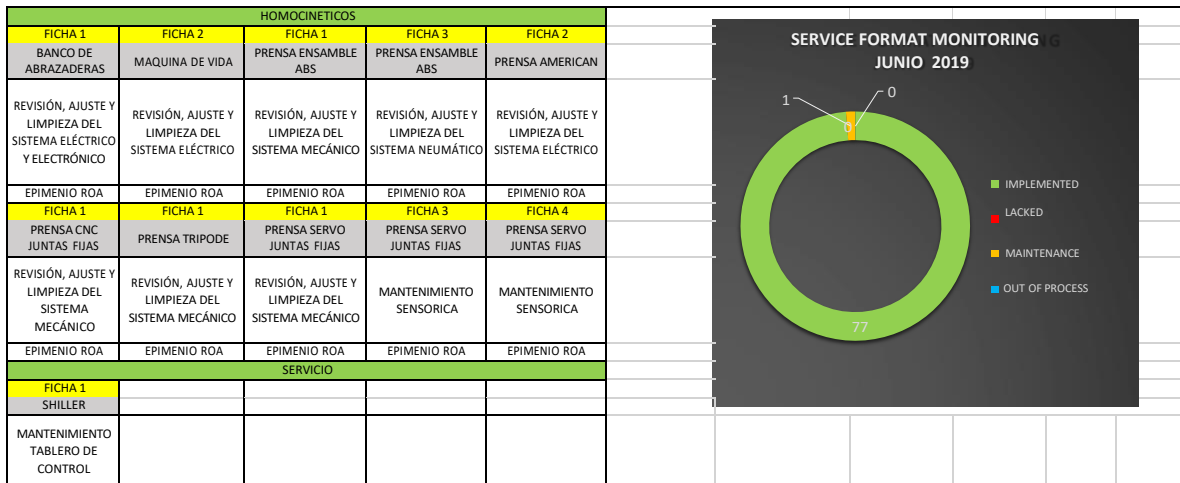 HOMOCINETICOS
FICHA 1 FICHA 2 FICHA 1 FICHA 3 FICHA 2
BANCO DE
ABRAZADERAS
MAQUINA DE VIDA
PRENSA ENSAMBLE
ABS
PRENSA ENSAMBLE
ABS
PRENSA AMERICAN
REVISIÓN, AJUSTE Y
LIMPIEZA DEL
SISTEMA ELÉCTRICO
Y ELECTRÓNICO
REVISIÓN, AJUSTE Y
LIMPIEZA DEL
SISTEMA ELÉCTRICO
REVISIÓN, AJUSTE Y
LIMPIEZA DEL
SISTEMA MECÁNICO
REVISIÓN, AJUSTE Y
LIMPIEZA DEL
SISTEMA NEUMÁTICO
REVISIÓN, AJUSTE Y
LIMPIEZA DEL
SISTEMA ELÉCTRICO
EPIMENIO ROA EPIMENIO ROA EPIMENIO ROA EPIMENIO ROA EPIMENIO ROA
FICHA 1 FICHA 1 FICHA 1 FICHA 3 FICHA 4
PRENSA CNC
JUNTAS FIJAS
PRENSA TRIPODE
PRENSA SERVO
JUNTAS FIJAS
PRENSA SERVO
JUNTAS FIJAS
PRENSA SERVO
JUNTAS FIJAS
REVISIÓN, AJUSTE Y
LIMPIEZA DEL
SISTEMA
MECÁNICO
REVISIÓN, AJUSTE Y
LIMPIEZA DEL
SISTEMA MECÁNICO
REVISIÓN, AJUSTE Y
LIMPIEZA DEL
SISTEMA MECÁNICO
MANTENIMIENTO
SENSORICA
MANTENIMIENTO
SENSORICA
EPIMENIO ROA EPIMENIO ROA EPIMENIO ROA EPIMENIO ROA EPIMENIO ROA
SERVICIO
FICHA 1
SHILLER
MANTENIMIENTO
TABLERO DE
CONTROL
SERVICE FORMAT MONITORING
JUNIO 2019
1
0
0
77
IMPLEMENTED
LACKED
MAINTENANCE
OUT OF PROCESS